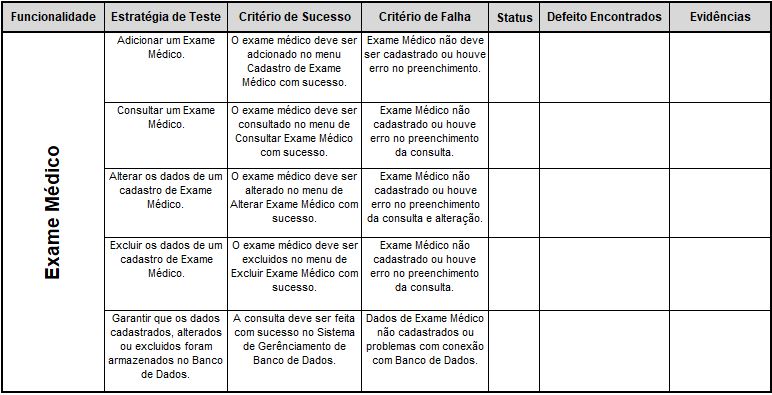 Funcionalidade Estratégia de Teste Critério de Sucesso Critério de Falha Status Defeito Encontrados Evidências
Exame Médico
Adicionar um Exame
Médico.
O exame médico deve ser
adcionado no menu
Cadastro de Exame
Médico com sucesso.
Exame Médico não deve
ser cadastrado ou houve
erro no preenchimento.
Consultar um Exame
Médico.
O exame médico deve ser
consultado no menu de
Consultar Exame Médico
com sucesso.
Exame Médico não
cadastrado ou houve
erro no preenchimento
da consulta.
Alterar os dados de um
cadastro de Exame
Médico.
O exame médico deve ser
alterado no menu de
Alterar Exame Médico com
sucesso.
Exame Médico não
cadastrado ou houve
erro no preenchimento
da consulta e alteração.
Excluir os dados de um
cadastro de Exame
Médico.
O exame médico deve ser
excluidos no menu de
Excluir Exame Médico com
sucesso.
Exame Médico não
cadastrado ou houve
erro no preenchimento
da consulta.
Garantir que os dados
cadastrados, alterados
ou excluidos foram
armazenados no Banco
de Dados.
A consulta deve ser feita
com sucesso no Sistema
de Gerênciamento de
Banco de Dados.
Dados de Exame Médico
não cadastrados ou
problemas com conexão
com Banco de Dados.